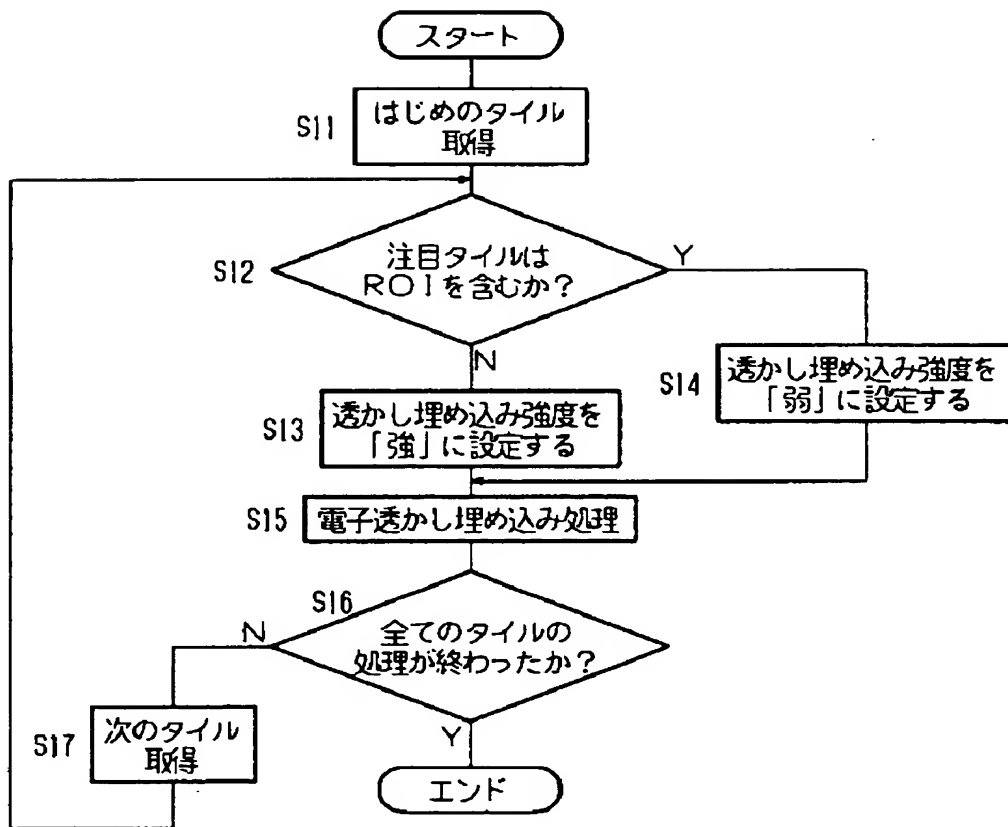 スタート
S11
はじめのタイル
取得
S12
注目タイルは
ROIを含むか？
Y
N
S13
透かし埋め込み強度を
「強」に設定する
S14
透かし埋め込み強度を
「弱」に設定する
S15
電子透かし埋め込み処理
S16
全てのタイルの
処理が終わったか？
N
Y
S17
次のタイル
取得
エンド